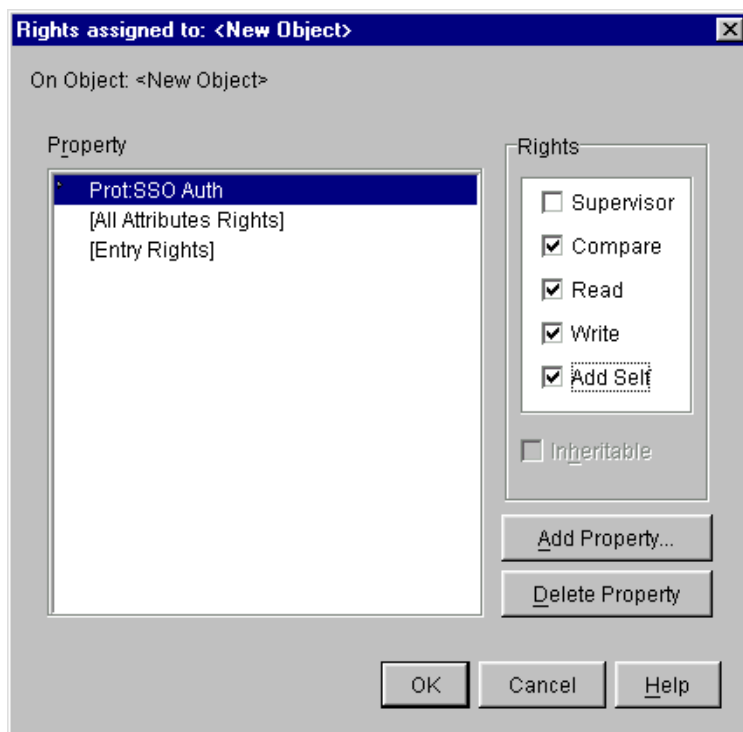 Rights assigned to: <New Object>
On Object: <New Object>
Property
Prot:SSO Auth
[All Attributes Rights]
[Entry Rights]
Rights
Supervisor
Compare
Read
Write
Add Self
Inheritable
Add Property...
Delete Property
OK
Cancel
Help